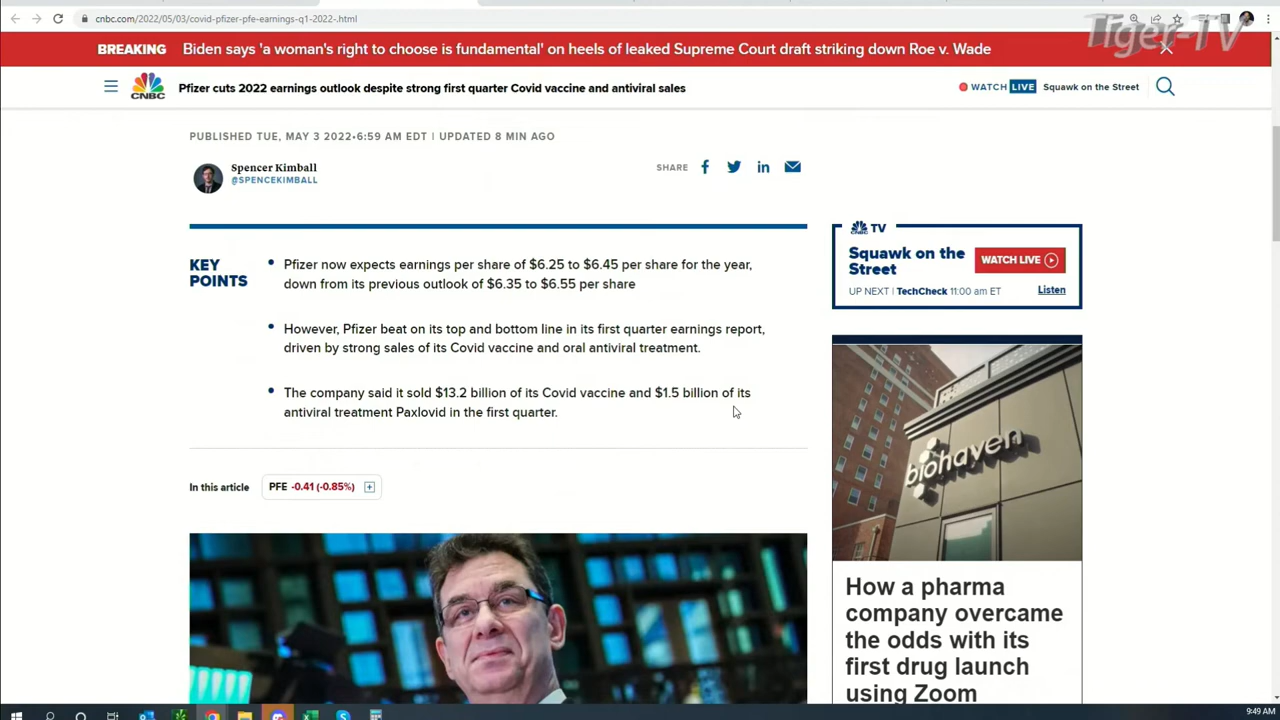 cnbc.com/2022/05/03/covid-pfizer-pfe-earnings-q1-2022-.html
Tiger-TV
BREAKING Biden says 'a woman's right to choose is fundamental' on heels of leaked Supreme Court draft striking down Roe v. Wade
CNBC
Pfizer cuts 2022 earnings outlook despite strong first quarter Covid vaccine and antiviral sales
WATCH LIVE Squawk on the Street
PUBLISHED TUE, MAY 3 2022•6:59 AM EDT | UPDATED 8 MIN AGO
Spencer Kimball
@SPENCEKIMBALL
SHARE
KEY
POINTS
Pfizer now expects earnings per share of $6.25 to $6.45 per share for the year,
down from its previous outlook of $6.35 to $6.55 per share
However, Pfizer beat on its top and bottom line in its first quarter earnings report,
driven by strong sales of its Covid vaccine and oral antiviral treatment.
The company said it sold $13.2 billion of its Covid vaccine and $1.5 billion of its
antiviral treatment Paxlovid in the first quarter.
In this article
PFE -0.41 (-0.85%)
TV
Squawk on the
Street
WATCH LIVE
UP NEXT | TechCheck 11:00 am ET
Listen
biohaven
How a pharma
company overcame
the odds with its
first drug launch
using Zoom
9:49 AM